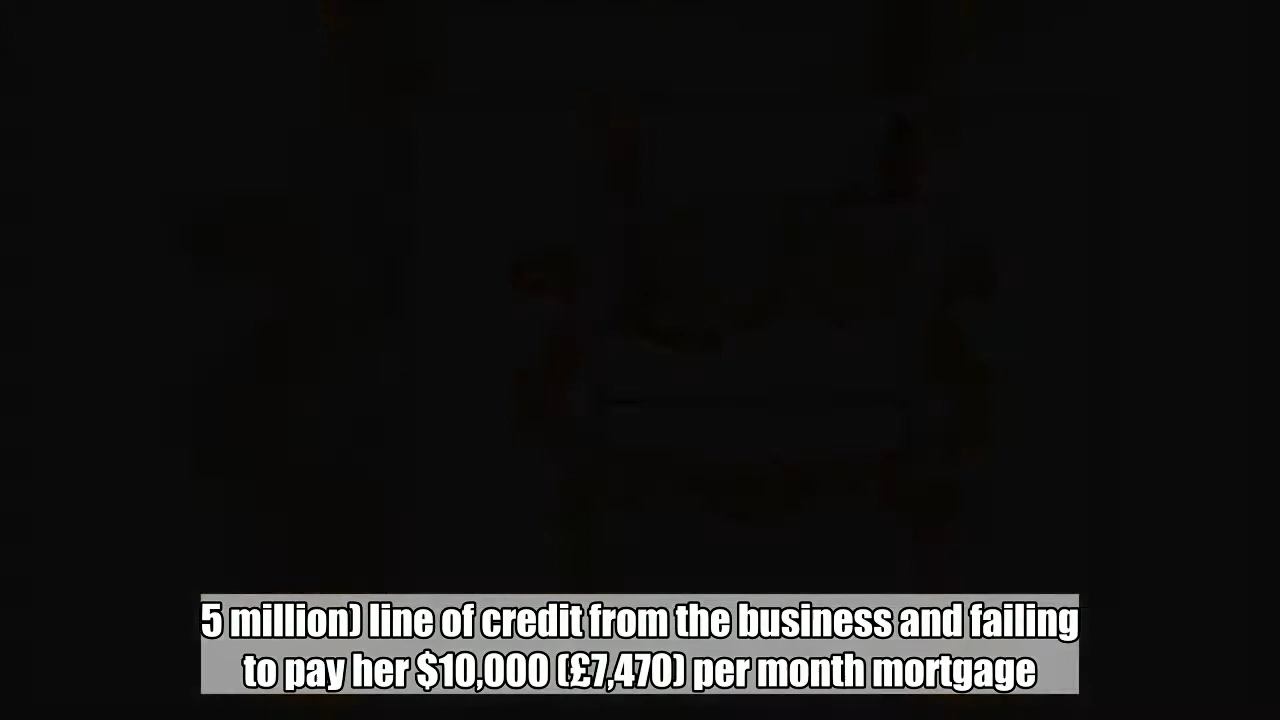 5 million) line of credit from the business and failing
to pay her $10,000 (£7,470) per month mortgage